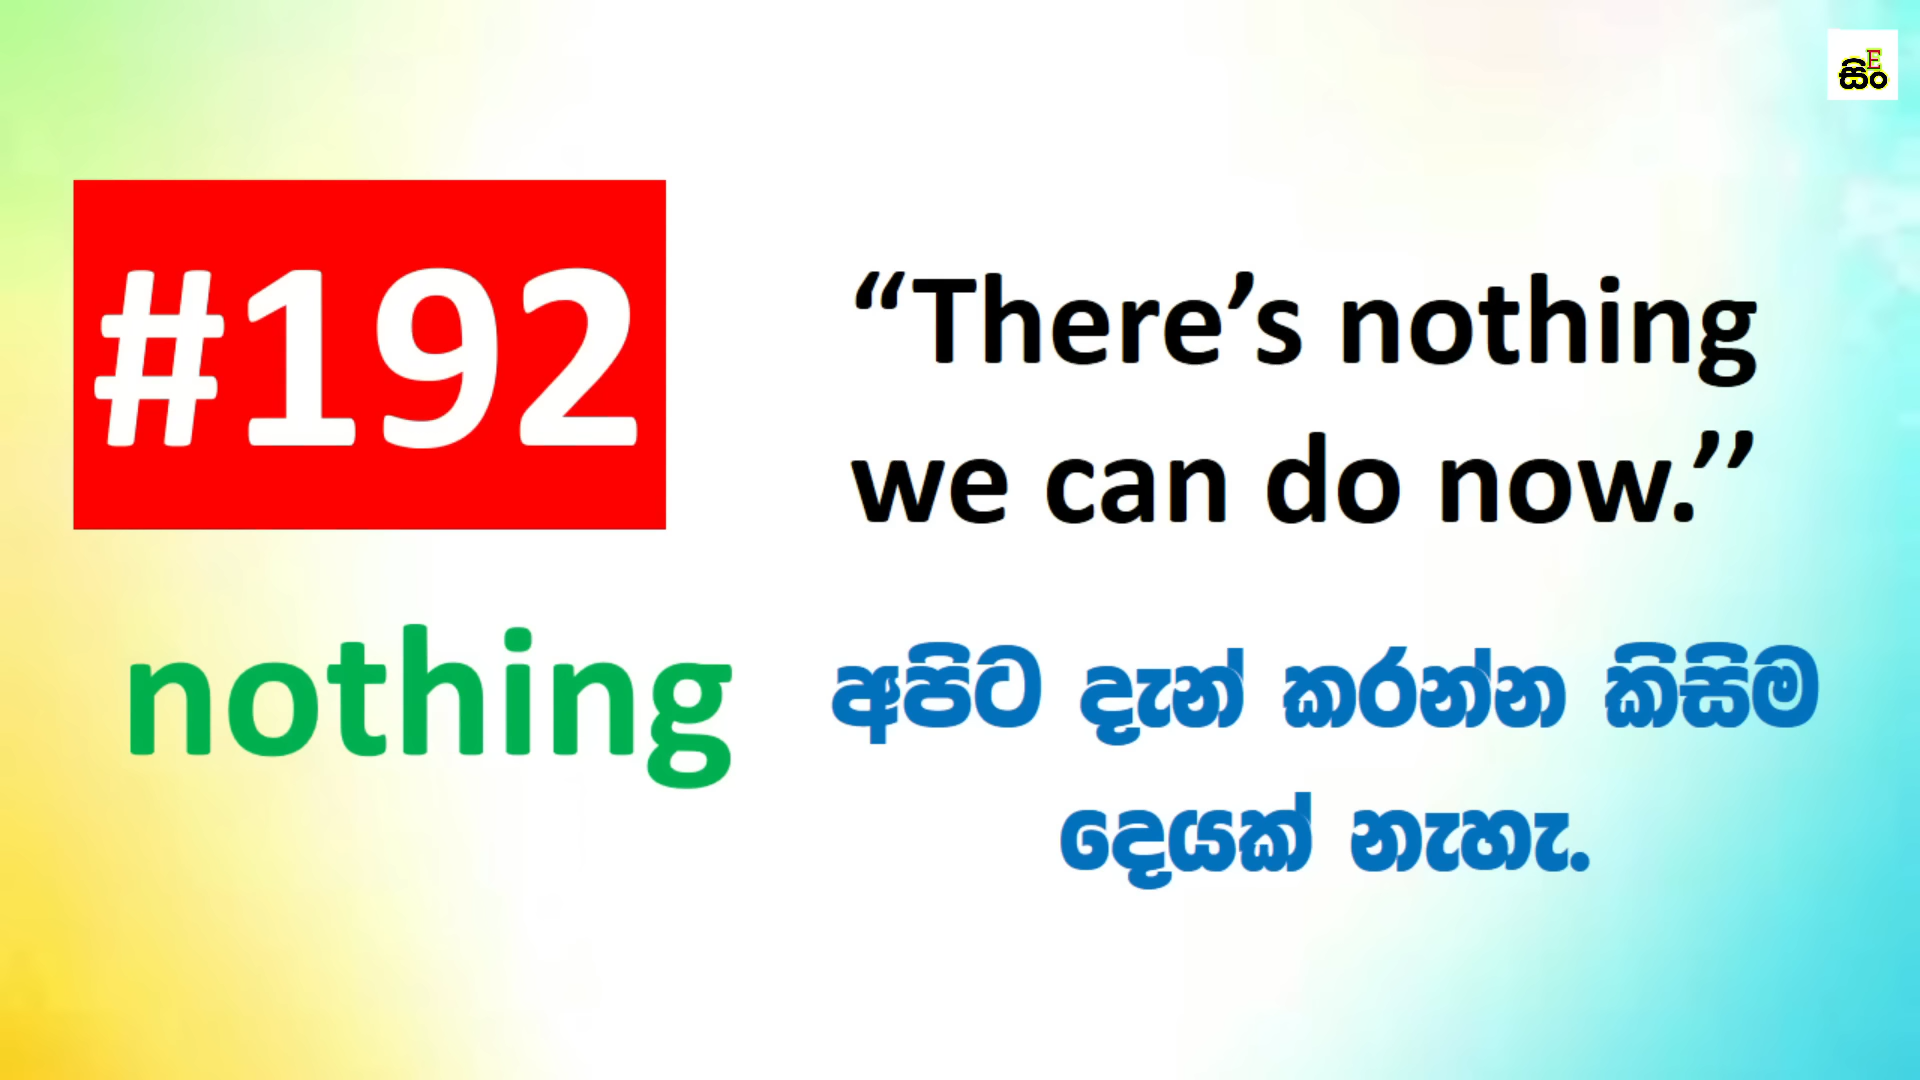 සිං
E
#192
nothing
“There’s nothing
we can do now.’’
අපිට දැන් කරන්න කිසිම
දෙයක් නැහැ.